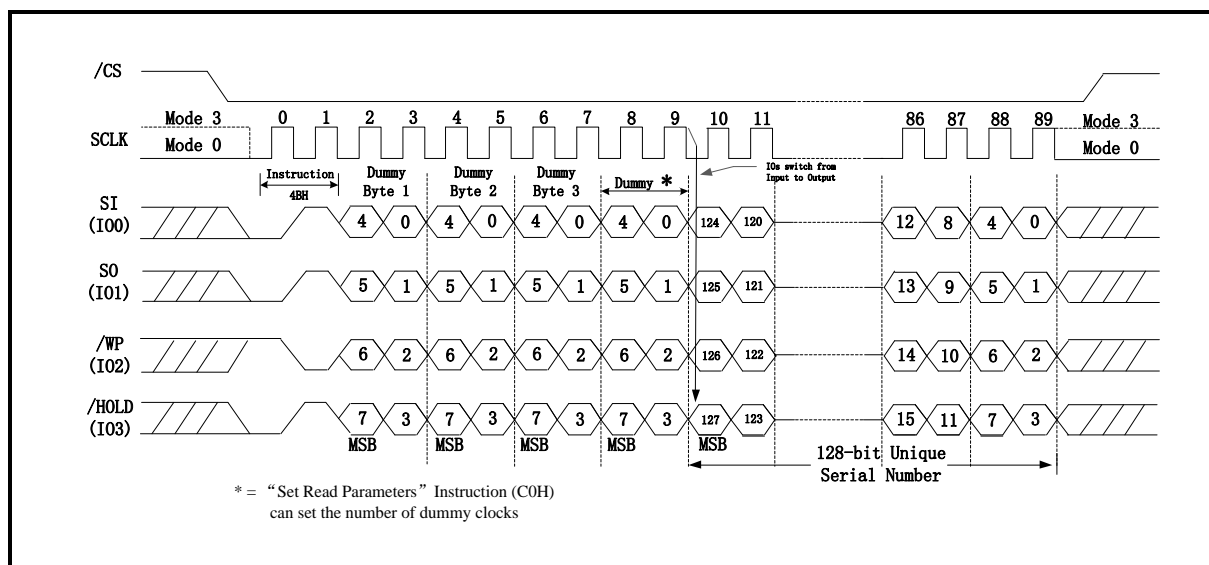 /CS
Mode 3 0 1 2 3 4 5 6 7 8 9 10 11 86 87 88 89 Mode 3
SCLK
Mode 0 Mode 0
IOs switch from
Input to Output
Instruction
4BH
Dummy
Byte 1
Dummy
Byte 2
Dummy
Byte 3
Dummy *
SI
(IO0) 4 0 4 0 4 0 4 0 124 120 12 8 4 0
SO
(IO1) 5 1 5 1 5 1 5 1 125 121 13 9 5 1
/WP
(IO2) 6 2 6 2 6 2 6 2 126 122 14 10 6 2
/HOLD
(IO3) 7 3 7 3 7 3 7 3 127 123 15 11 7 3
MSB MSB MSB MSB MSB
128-bit Unique
Serial Number
* = “Set Read Parameters” Instruction (C0H)
can set the number of dummy clocks